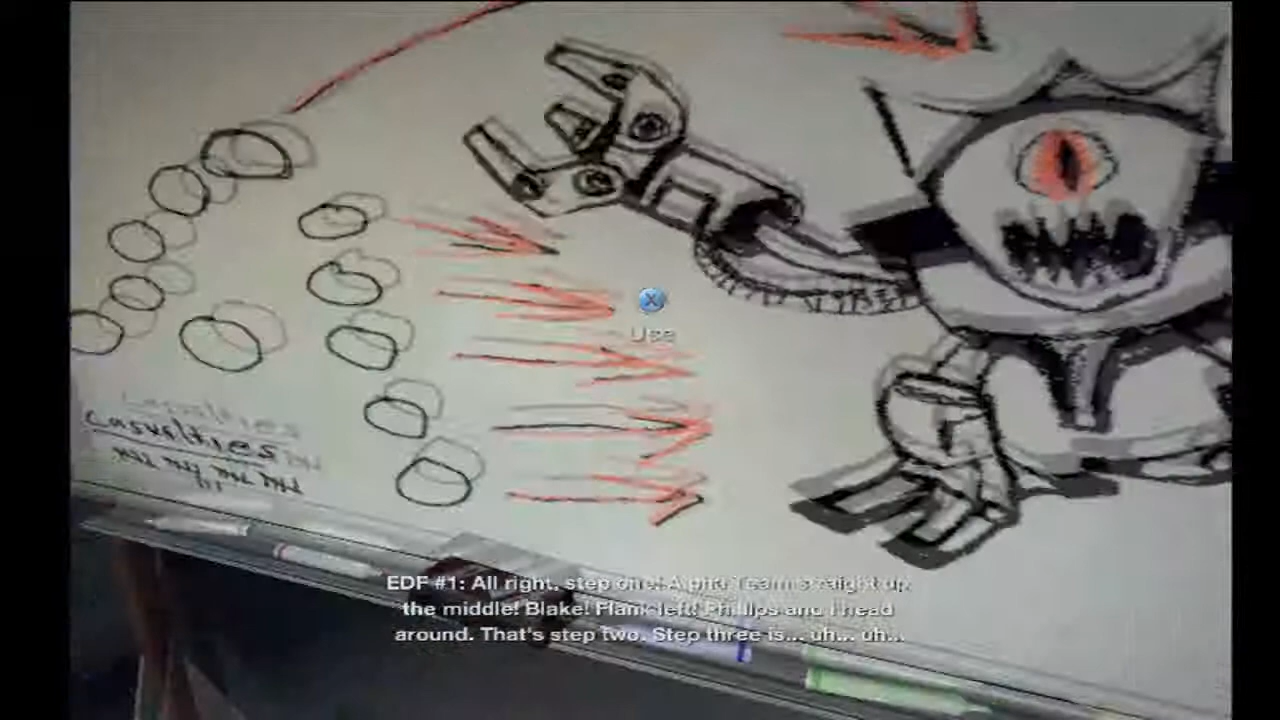 X
Use
Casualties
EDF #1: All right, step one! Alpha Team straight up
the middle! Blake! Flank left! Phillips and I head
around. That's step two. Step three is... uh... uh...